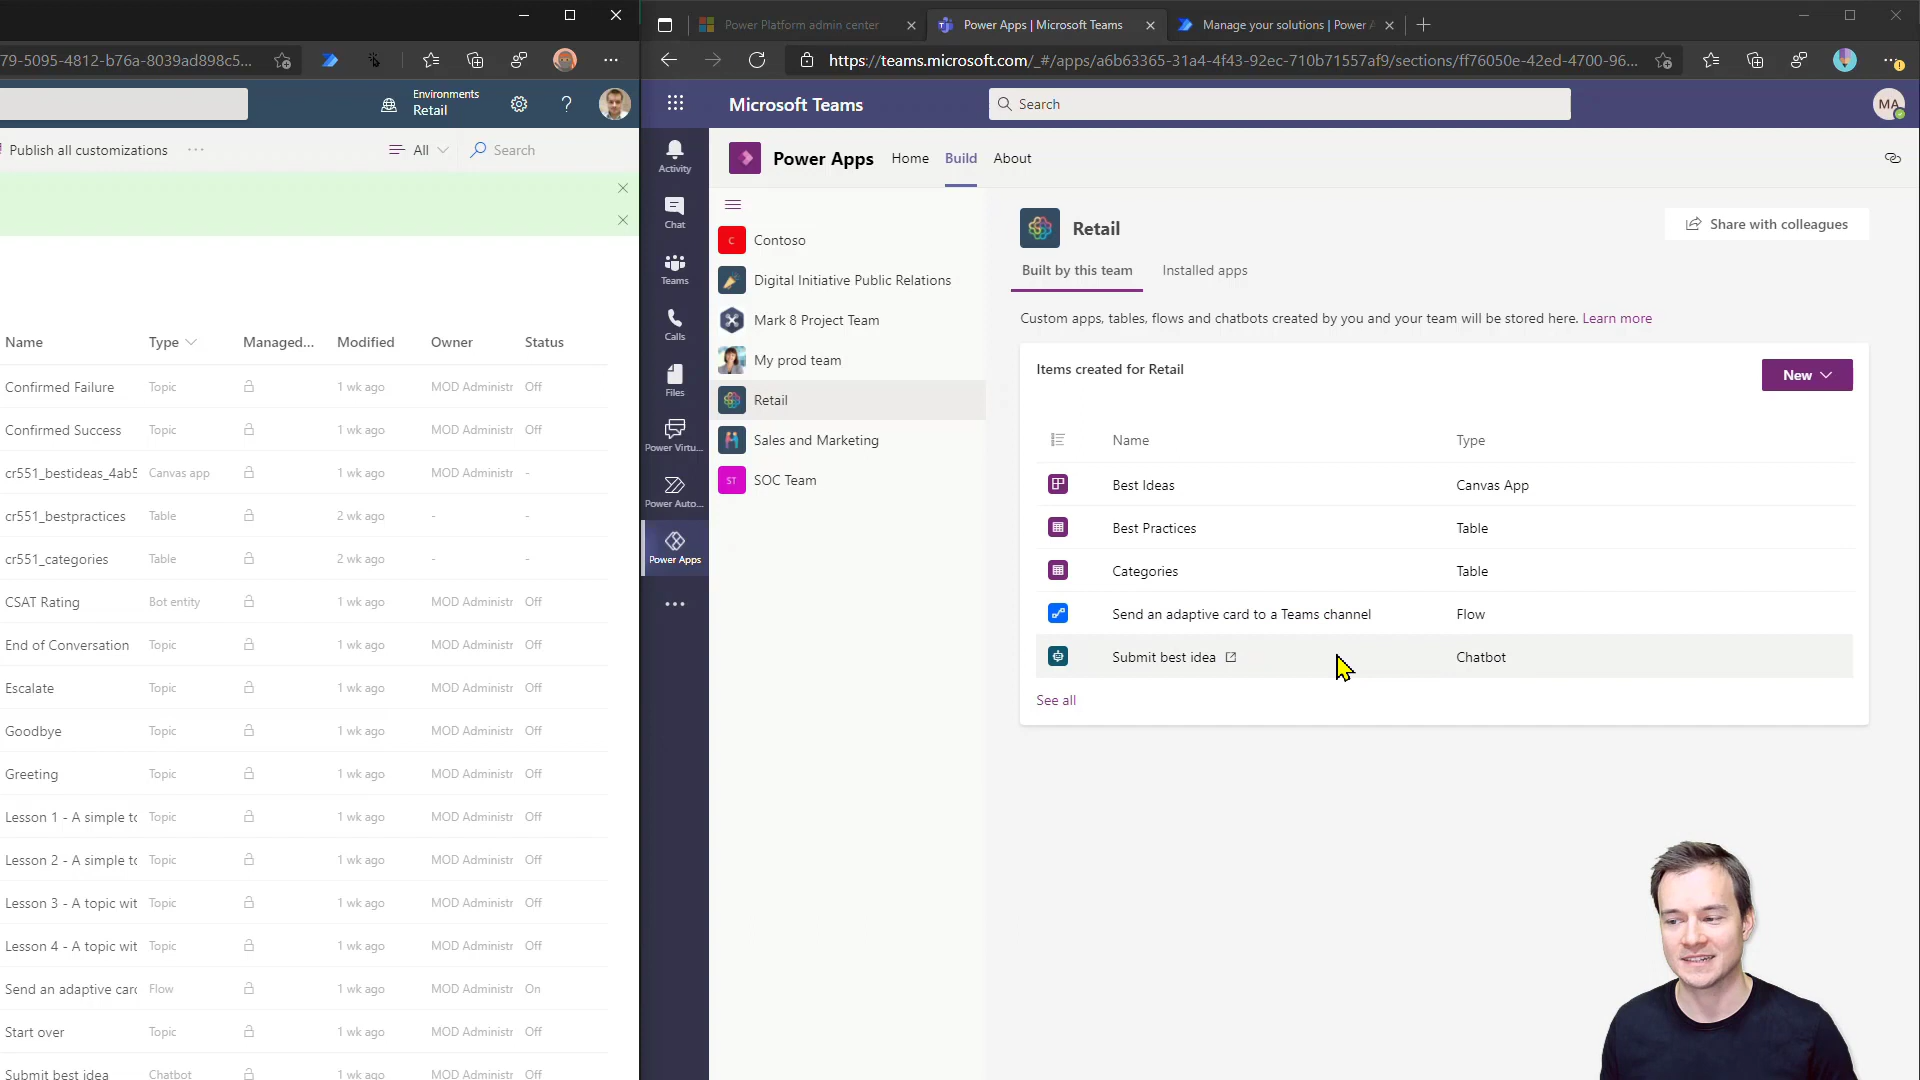 79-5095-4812-b76a-8039ad898c5...
Environments
Retail
?
Publish all customizations
All
Search
Name Type Managed... Modified Owner Status
Confirmed Failure Topic 1 wk ago MOD Administr Off
Confirmed Success Topic 1 wk ago MOD Administr Off
cr551_bestideas_4ab5 Canvas app 1 wk ago MOD Administr -
cr551_bestpractices Table 2 wk ago - -
cr551_categories Table 2 wk ago - -
CSAT Rating Bot entity 1 wk ago MOD Administr Off
End of Conversation Topic 1 wk ago MOD Administr Off
Escalate Topic 1 wk ago MOD Administr Off
Goodbye Topic 1 wk ago MOD Administr Off
Greeting Topic 1 wk ago MOD Administr Off
Lesson 1 - A simple to Topic 1 wk ago MOD Administr Off
Lesson 2 - A simple to Topic 1 wk ago MOD Administr Off
Lesson 3 - A topic wit Topic 1 wk ago MOD Administr Off
Lesson 4 - A topic wit Topic 1 wk ago MOD Administr Off
Send an adaptive card Flow 1 wk ago MOD Administr On
Start over Topic 1 wk ago MOD Administr Off
Submit best idea Chatbot 1 wk ago MOD Administr Off
Power Platform admin center
Power Apps | Microsoft Teams
Manage your solutions | Power A
https://teams.microsoft.com/_#/apps/a6b63365-31a4-4f43-92ec-710b71557af9/sections/ff76050e-42ed-4700-96...
Microsoft Teams
Search
MA
Activity
Chat
Teams
Calls
Files
Power Virtu...
Power Auto...
Power Apps
Power Apps Home Build About
C Contoso
Digital Initiative Public Relations
Mark 8 Project Team
My prod team
Retail
Sales and Marketing
ST SOC Team
Retail
Share with colleagues
Built by this team Installed apps
Custom apps, tables, flows and chatbots created by you and your team will be stored here. Learn more
Items created for Retail
New
Name Type
Best Ideas Canvas App
Best Practices Table
Categories Table
Send an adaptive card to a Teams channel Flow
Submit best idea Chatbot
See all